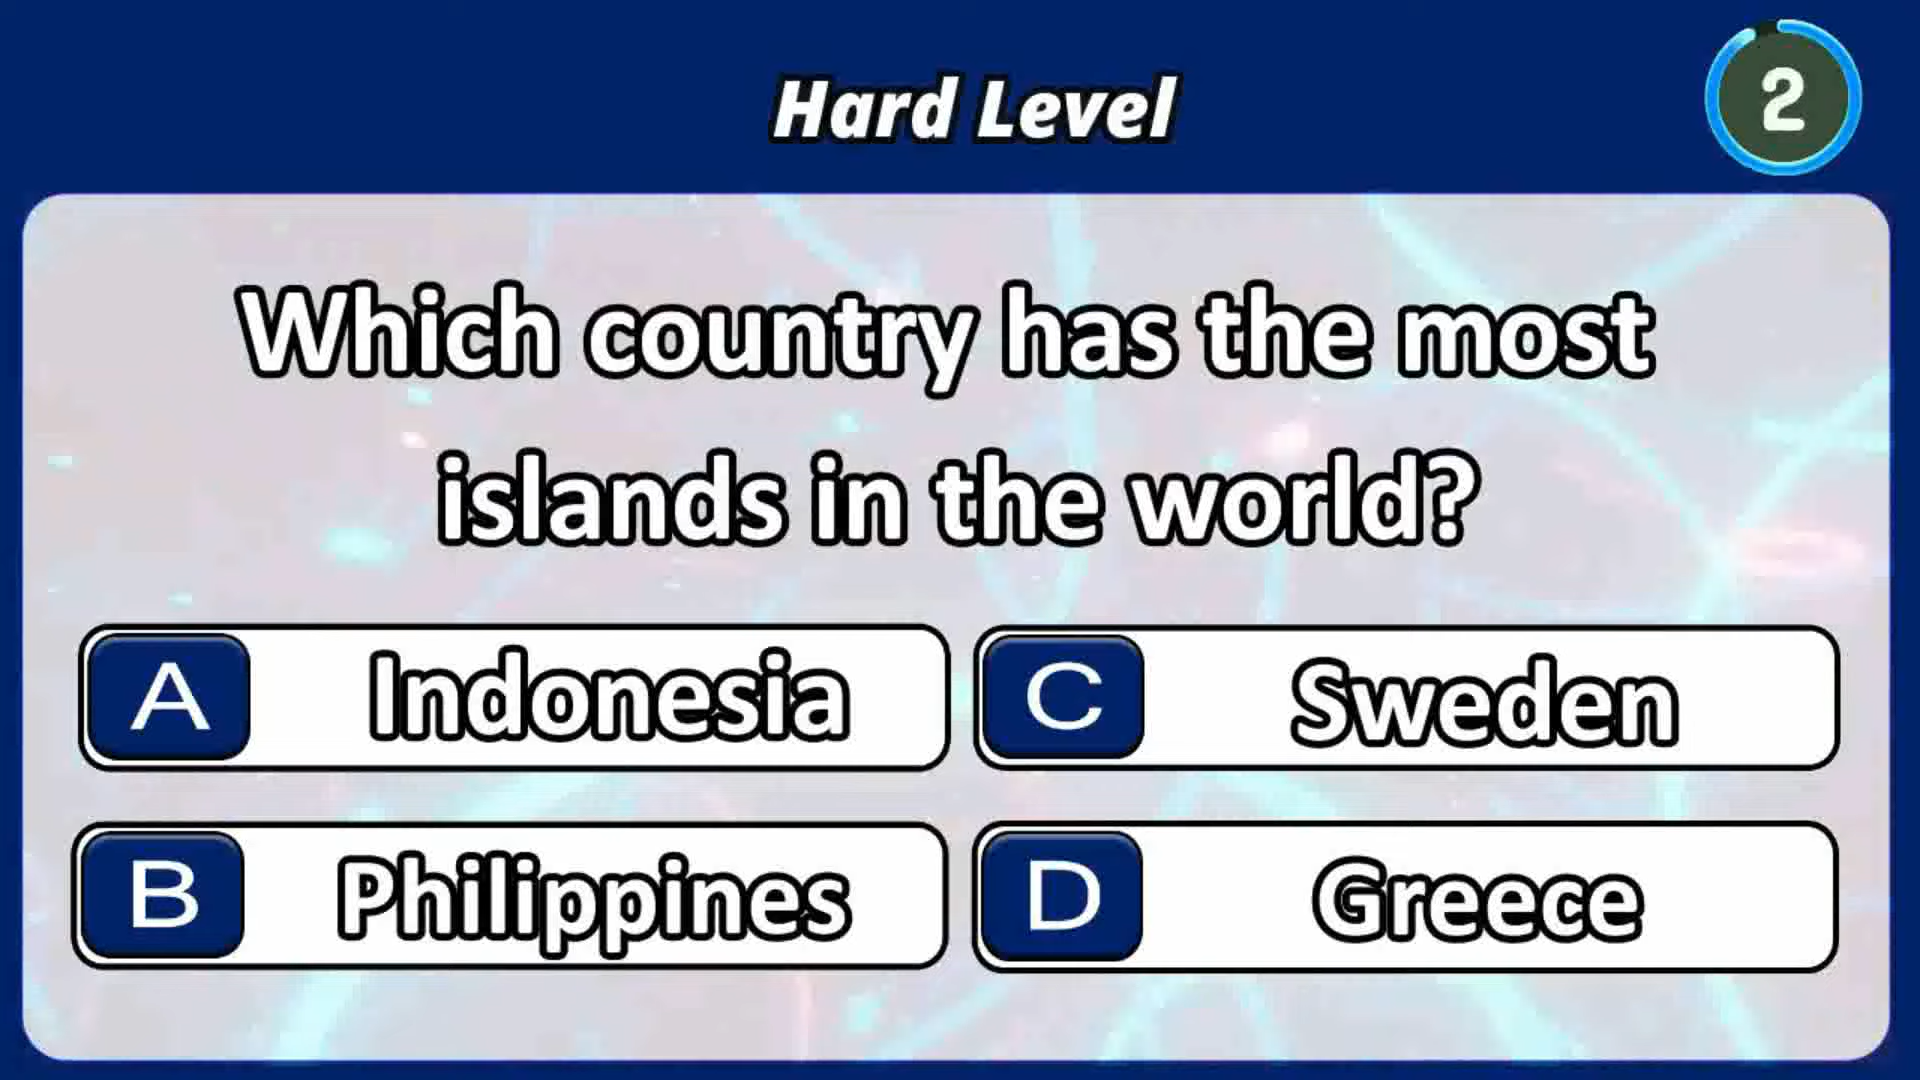 Hard Level
2
Which country has the most
islands in the world?
A Indonesia
C Sweden
B Philippines
D Greece